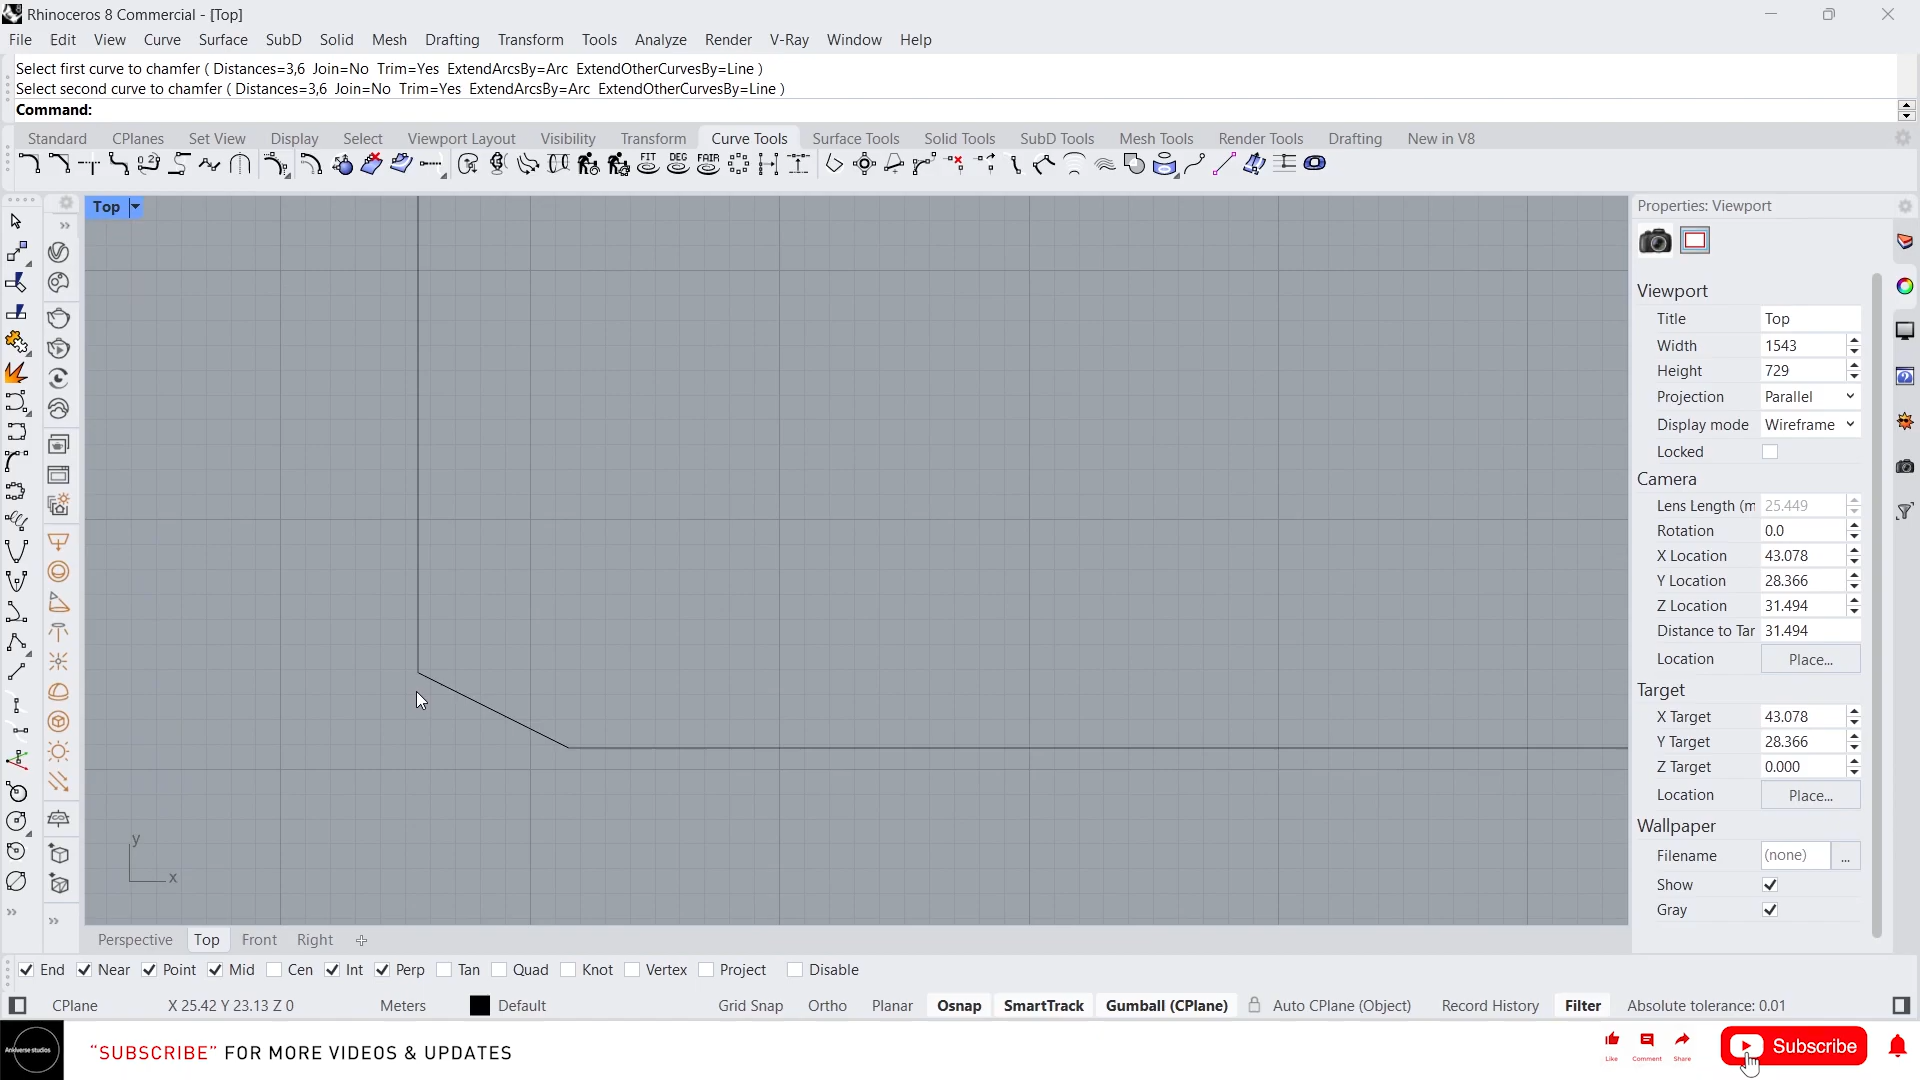 Rhinoceros 8 Commercial - [Top]
File Edit View Curve Surface SubD Solid Mesh Drafting Transform Tools Analyze Render V-Ray Window Help
Select first curve to chamfer ( Distances=3,6 Join=No Trim=Yes ExtendArcsBy=Arc ExtendOtherCurvesBy=Line )
Select second curve to chamfer ( Distances=3,6 Join=No Trim=Yes ExtendArcsBy=Arc ExtendOtherCurvesBy=Line )
Command:
Standard CPlanes Set View Display Select Viewport Layout Visibility Transform Curve Tools Surface Tools Solid Tools SubD Tools Mesh Tools Render Tools Drafting New in V8
FIT DEG FAIR
Top
Properties: Viewport
Viewport
Title Top
Width 1543
Height 729
Projection Parallel
Display mode Wireframe
Locked
Camera
Lens Length (m 25.449
Rotation 0.0
X Location 43.078
Y Location 28.366
Z Location 31.494
Distance to Tar 31.494
Location Place...
Target
X Target 43.078
Y Target 28.366
Z Target 0.000
Location Place...
Wallpaper
Filename (none) ...
Show
Gray
y
x
Perspective Top Front Right
End Near Point Mid Cen Int Perp Tan Quad Knot Vertex Project Disable
CPlane X 25.42 Y 23.13 Z 0 Meters Default Grid Snap Ortho Planar Osnap SmartTrack Gumball (CPlane) Auto CPlane (Object) Record History Filter Absolute tolerance: 0.01
“SUBSCRIBE” FOR MORE VIDEOS & UPDATES
Like Comment Share
Subscribe